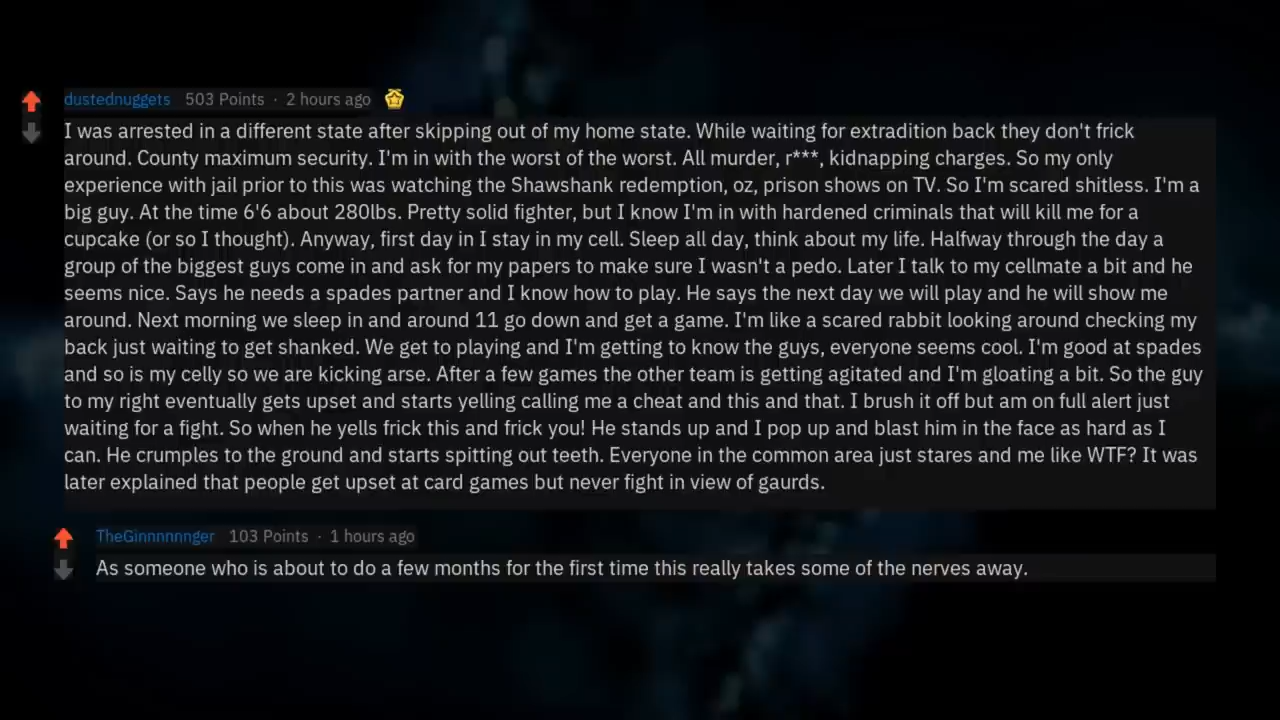 dustednuggets 503 Points · 2 hours ago
I was arrested in a different state after skipping out of my home state. While waiting for extradition back they don't frick
around. County maximum security. I'm in with the worst of the worst. All murder, r***, kidnapping charges. So my only
experience with jail prior to this was watching the Shawshank redemption, oz, prison shows on TV. So I'm scared shitless. I'm a
big guy. At the time 6'6 about 280lbs. Pretty solid fighter, but I know I'm in with hardened criminals that will kill me for a
cupcake (or so I thought). Anyway, first day in I stay in my cell. Sleep all day, think about my life. Halfway through the day a
group of the biggest guys come in and ask for my papers to make sure I wasn't a pedo. Later I talk to my cellmate a bit and he
seems nice. Says he needs a spades partner and I know how to play. He says the next day we will play and he will show me
around. Next morning we sleep in and around 11 go down and get a game. I'm like a scared rabbit looking around checking my
back just waiting to get shanked. We get to playing and I'm getting to know the guys, everyone seems cool. I'm good at spades
and so is my celly so we are kicking arse. After a few games the other team is getting agitated and I'm gloating a bit. So the guy
to my right eventually gets upset and starts yelling calling me a cheat and this and that. I brush it off but am on full alert just
waiting for a fight. So when he yells frick this and frick you! He stands up and I pop up and blast him in the face as hard as I
can. He crumples to the ground and starts spitting out teeth. Everyone in the common area just stares and me like WTF? It was
later explained that people get upset at card games but never fight in view of gaurds.
TheGinnnnnnger 103 Points · 1 hours ago
As someone who is about to do a few months for the first time this really takes some of the nerves away.